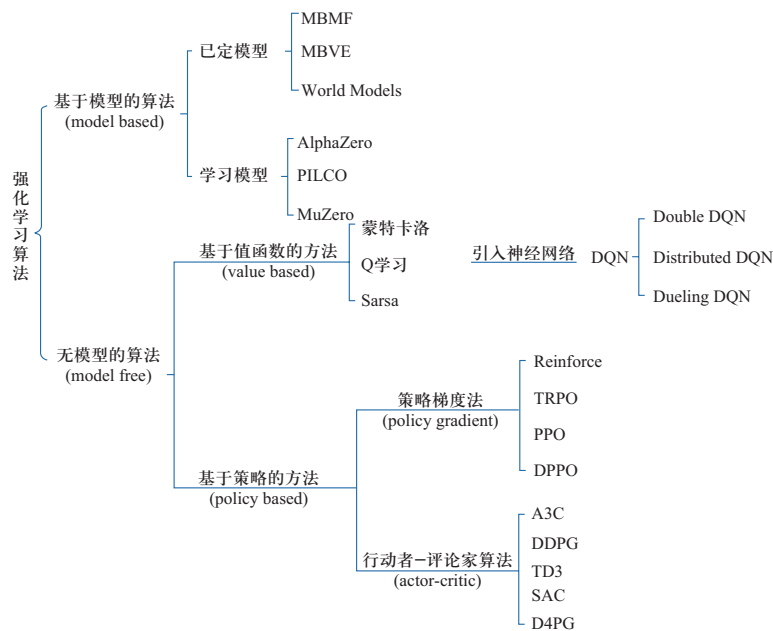 强化学习算法
基于模型的算法
(model based)
已定模型
MBMF
MBVE
World Models
学习模型
AlphaZero
PILCO
MuZero
无模型的算法
(model free)
基于值函数的方法
(value based)
蒙特卡洛
Q学习
Sarsa
引入神经网络
DQN
Double DQN
Distributed DQN
Dueling DQN
基于策略的方法
(policy based)
策略梯度法
(policy gradient)
Reinforce
TRPO
PPO
DPPO
行动者–评论家算法
(actor-critic)
A3C
DDPG
TD3
SAC
D4PG